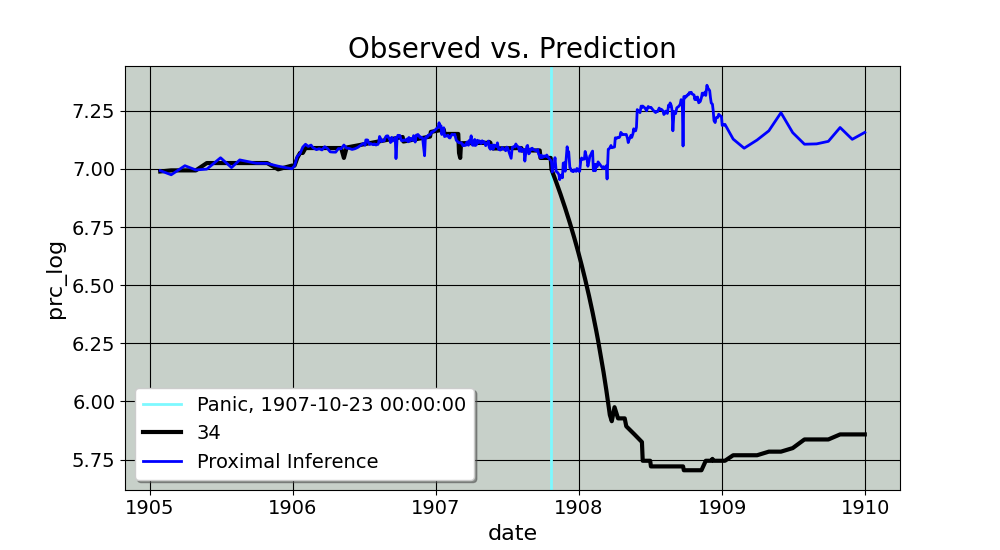 Observed vs. Prediction
prc_log
7.25
7.00
6.75
6.50
6.25
6.00
5.75
Panic, 1907-10-23 00:00:00
34
Proximal Inference
1905 1906 1907 1908 1909 1910
date